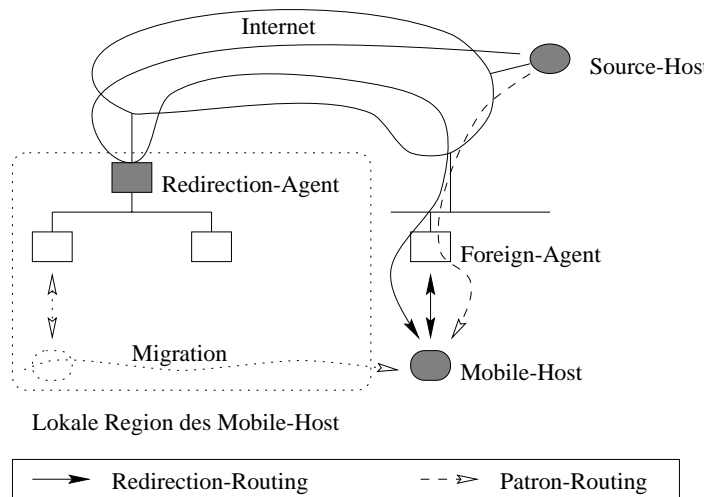 Internet
Source-Host
Redirection-Agent
Foreign-Agent
Migration
Mobile-Host
Lokale Region des Mobile-Host
Redirection-Routing
Patron-Routing